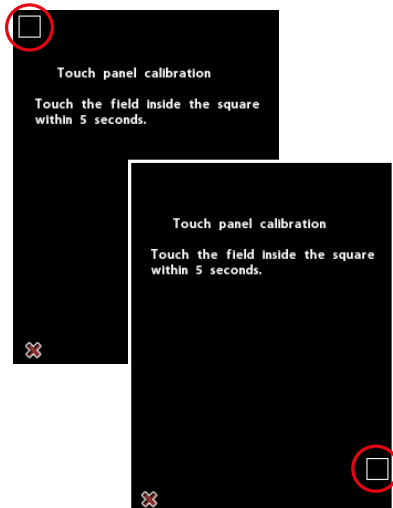 Touch panel calibration
Touch the field inside the square
within 5 seconds.
Touch panel calibration
Touch the field inside the square
within 5 seconds.